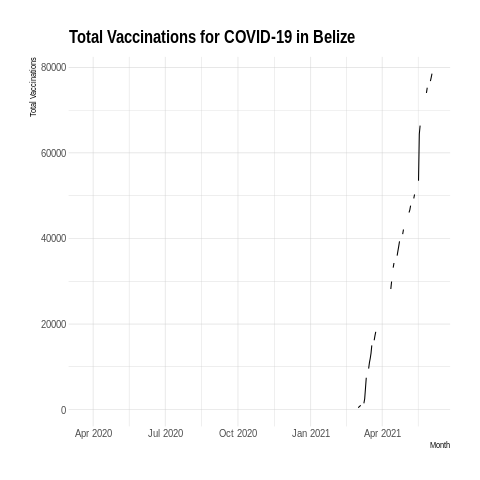 Total Vaccinations for COVID-19 in Belize
Total Vaccinations
80000
60000
40000
20000
0
Apr 2020 Jul 2020 Oct 2020 Jan 2021 Apr 2021
Month